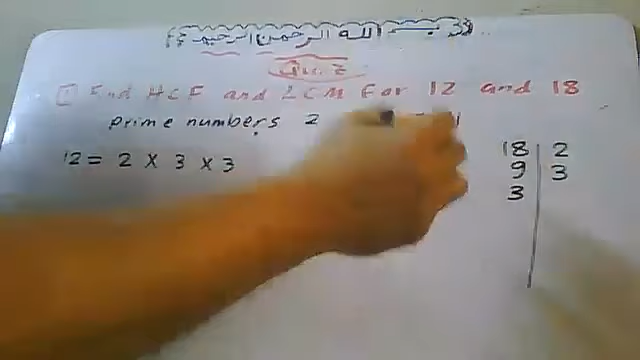 بسم الله الرحمن الرحيم
Find HCF and LCM For 12 and 18
prime numbers 2
12 = 2 x 3 x 3
18 | 2
9 | 3
3